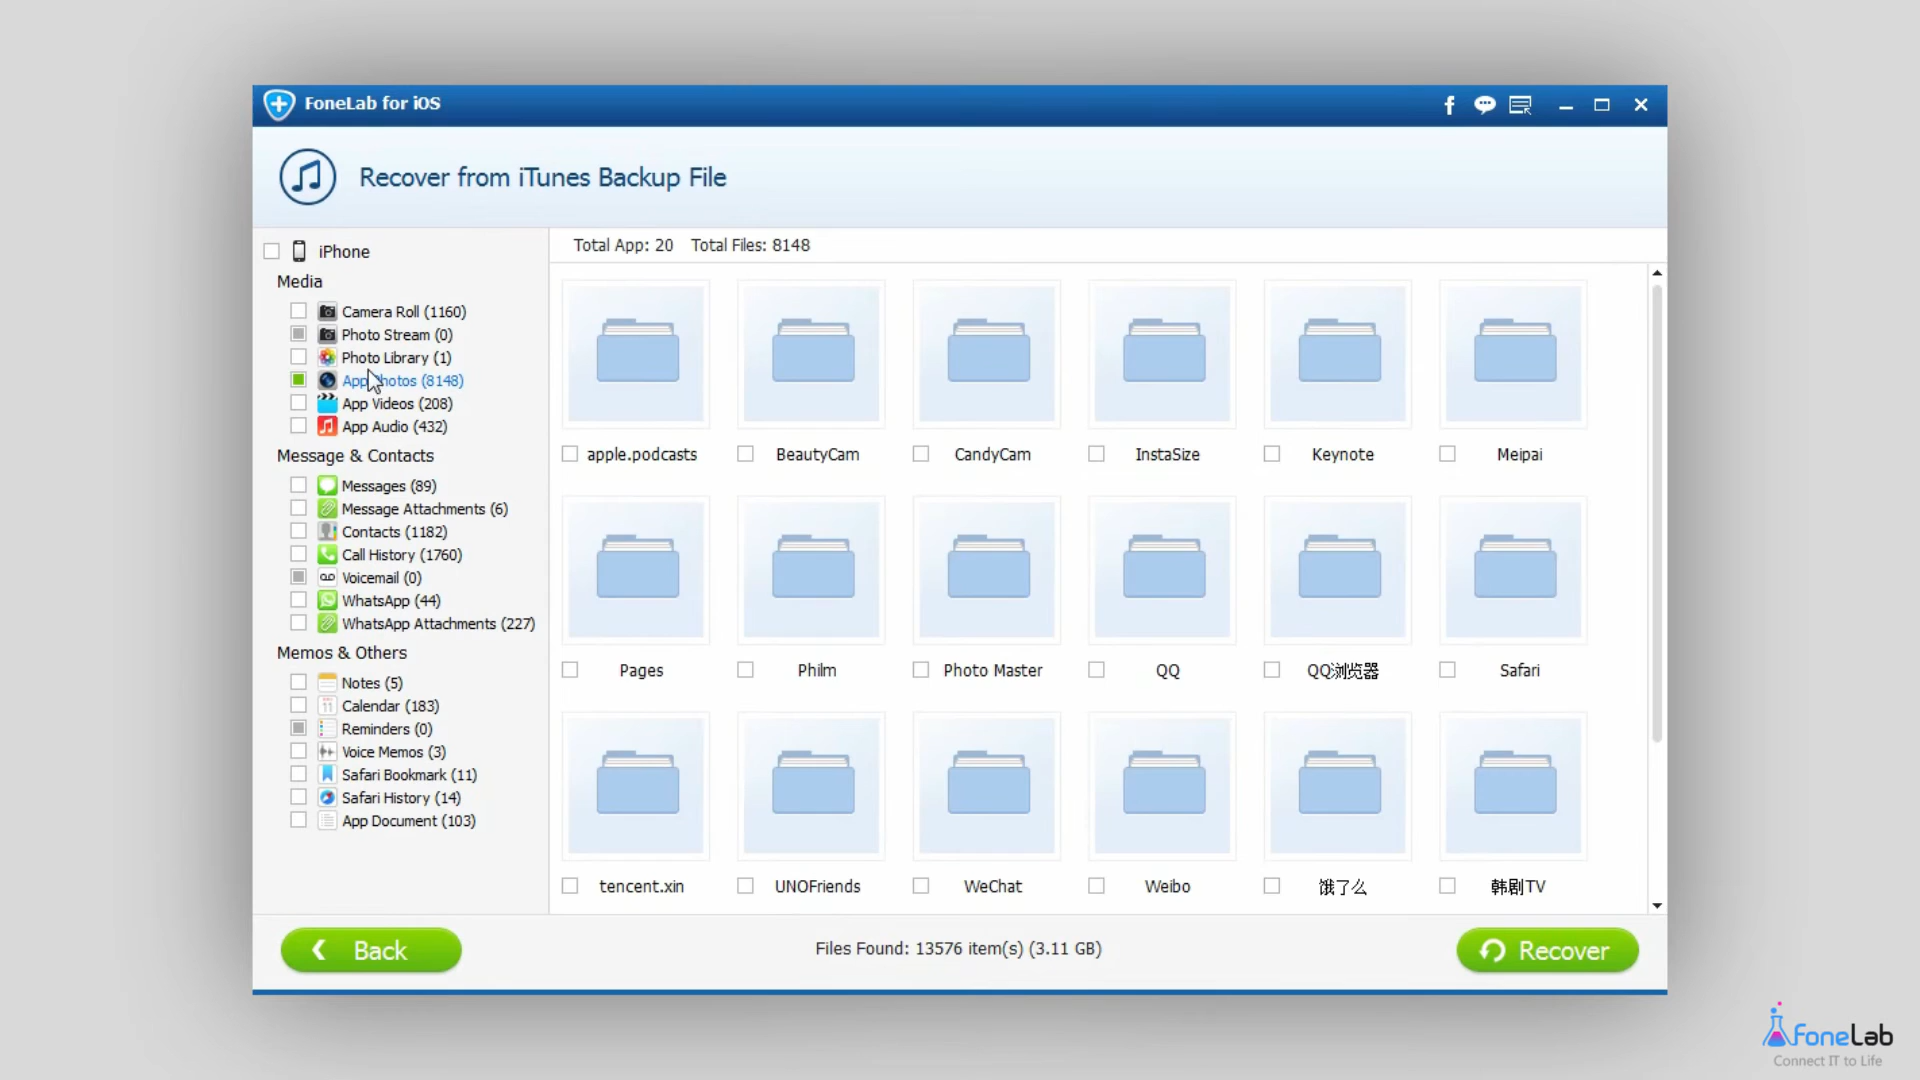 FoneLab for iOS
Recover from iTunes Backup File
iPhone
Media
Camera Roll (1160)
Photo Stream (0)
Photo Library (1)
App Photos (8148)
App Videos (208)
App Audio (432)
Message & Contacts
Messages (89)
Message Attachments (6)
Contacts (1182)
Call History (1760)
Voicemail (0)
WhatsApp (44)
WhatsApp Attachments (227)
Memos & Others
Notes (5)
Calendar (183)
Reminders (0)
Voice Memos (3)
Safari Bookmark (11)
Safari History (14)
App Document (103)
Total App: 20 Total Files: 8148
apple.podcasts BeautyCam CandyCam InstaSize Keynote Meipai
Pages Philm Photo Master QQ QQ浏览器 Safari
tencent.xin UNOFriends WeChat Weibo 饿了么 韩剧TV
Back
Files Found: 13576 item(s) (3.11 GB)
Recover
FoneLab
Connect IT to Life